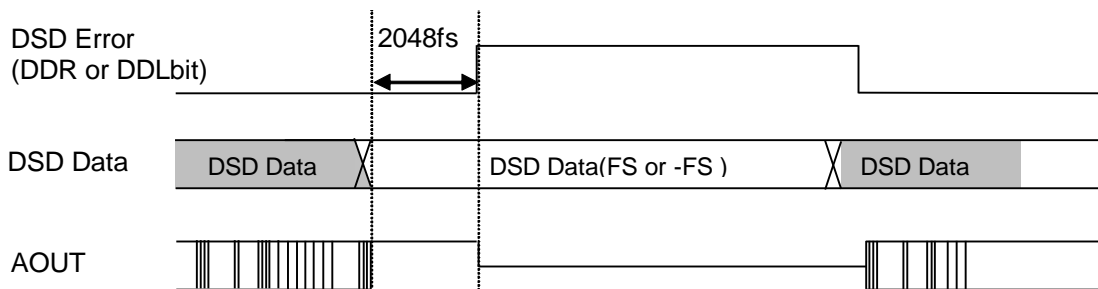 DSD Error
(DDR or DDLbit)
2048fs
DSD Data
DSD Data
DSD Data(FS or -FS )
DSD Data
AOUT